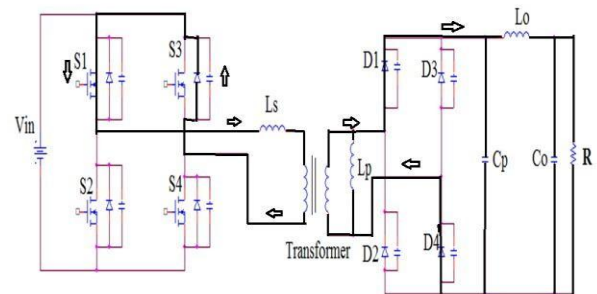 S1
S3
Ls
Vin
S2
S4
Transformer
Lp
D1
D3
D2
D4
Lo
Cp
Co
R